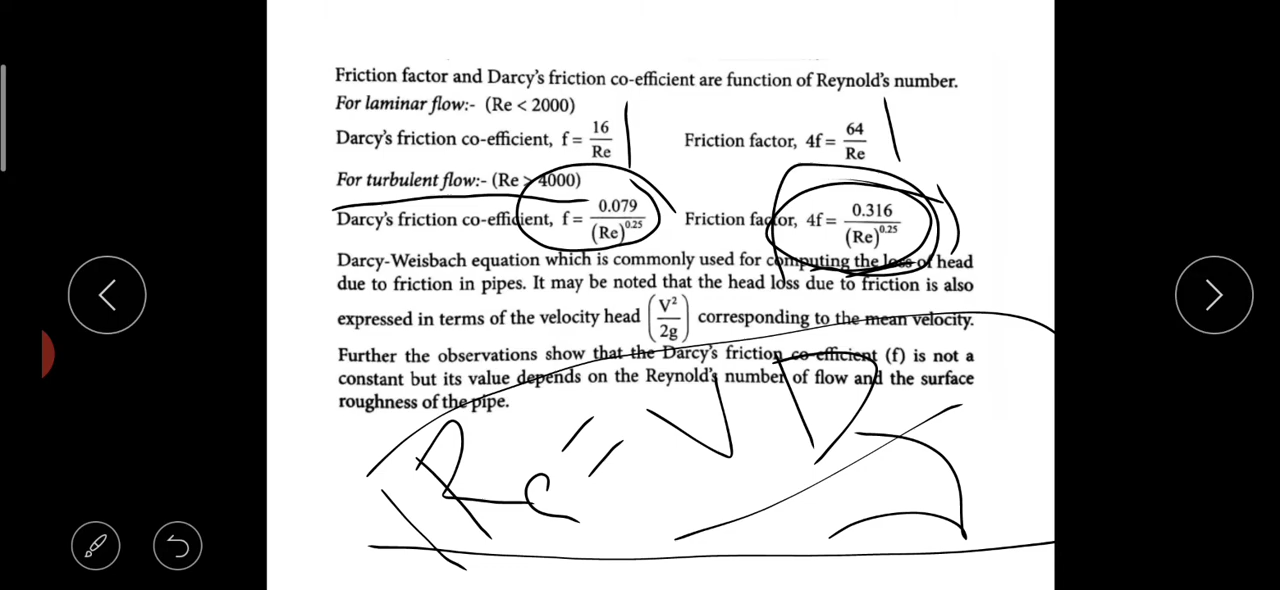 Friction factor and Darcy's friction co-efficient are function of Reynold's number.
For laminar flow:- (Re < 2000)
Darcy's friction co-efficient, f = 16/Re Friction factor, 4f = 64/Re
For turbulent flow:- (Re > 4000)
Darcy's friction co-efficient, f = 0.079/(Re)^0.25 Friction factor, 4f = 0.316/(Re)^0.25
Darcy-Weisbach equation which is commonly used for computing the loss of head
due to friction in pipes. It may be noted that the head loss due to friction is also
expressed in terms of the velocity head (V²/2g) corresponding to the mean velocity.
Further the observations show that the Darcy's friction co-efficient (f) is not a
constant but its value depends on the Reynold's number of flow and the surface
roughness of the pipe.
Re = VD